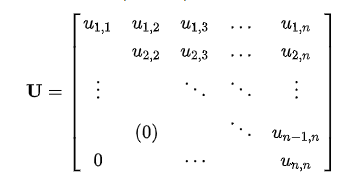 u_{1,1} u_{1,2} u_{1,3} … u_{1,n}
u_{2,2} u_{2,3} … u_{2,n}
U = ⋮ ⋱ ⋱ ⋮
(0) ⋱ u_{n-1,n}
0 ⋯ u_{n,n}